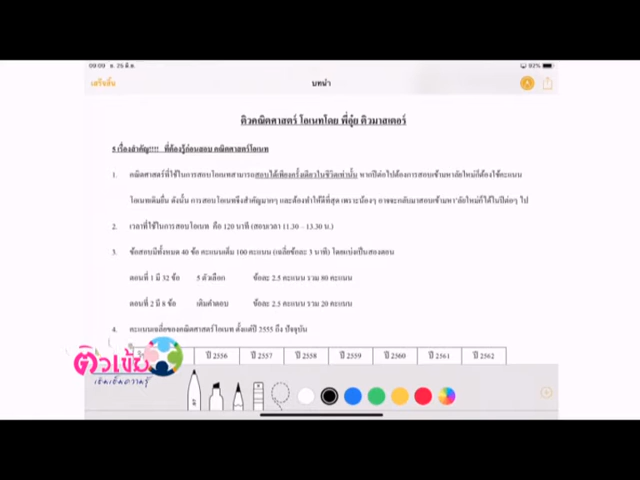 09:09 อ. 25 มี.ค.
92%
เสร็จสิ้น
บทนำ
ติวคณิตศาสตร์ โอเนทโดย พี่อุ๋ย ติวมาสเตอร์
5 เรื่องสำคัญ!!!! ที่ต้องรู้ก่อนสอบ คณิตศาสตร์โอเนท
1. คณิตศาสตร์ที่ใช้ในการสอบโอเนทสามารถสอบได้เพียงครั้งเดียวในชีวิตเท่านั้น หากปีต่อไปต้องการสอบเข้ามหาลัยใหม่ก็ต้องใช้คะแนน
โอเนทเดิมยื่น ดังนั้น การสอบโอเนทจึงสำคัญมากๆ และต้องทำให้ดีที่สุด เพราะน้องๆ อาจจะกลับมาสอบเข้ามหาลัยใหม่ก็ได้ในปีต่อๆ ไป
2. เวลาที่ใช้ในการสอบโอเนท คือ 120 นาที (สอบเวลา 11.30 – 13.30 น.)
3. ข้อสอบมีทั้งหมด 40 ข้อ คะแนนเต็ม 100 คะแนน (เฉลี่ยข้อละ 3 นาที) โดยแบ่งเป็นสองตอน
ตอนที่ 1 มี 32 ข้อ 5 ตัวเลือก ข้อละ 2.5 คะแนน รวม 80 คะแนน
ตอนที่ 2 มี 8 ข้อ เติมคำตอบ ข้อละ 2.5 คะแนน รวม 20 คะแนน
4. คะแนนเฉลี่ยของคณิตศาสตร์โอเนท ตั้งแต่ปี 2555 ถึง ปัจจุบัน
ปี 2556 ปี 2557 ปี 2558 ปี 2559 ปี 2560 ปี 2561 ปี 2562
ติวเข้ม
เติมเต็มความรู้